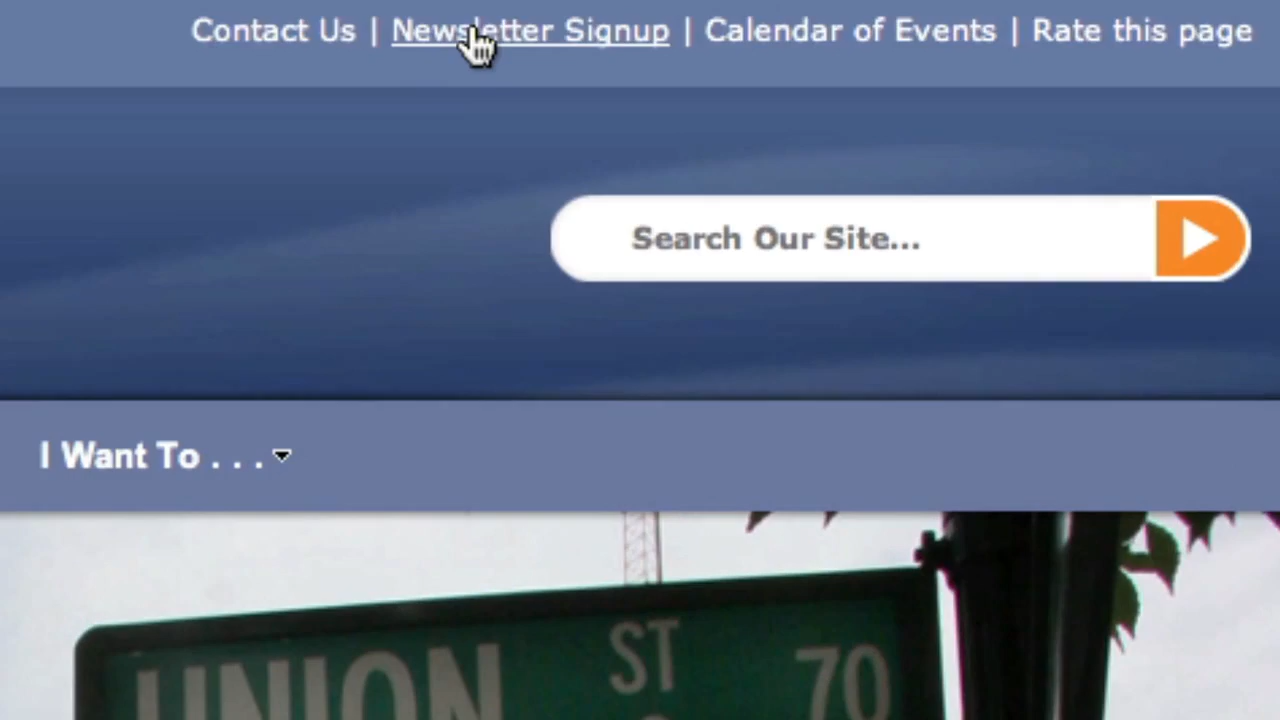 Contact Us | Newsletter Signup | Calendar of Events | Rate this page
Search Our Site...
I Want To . . .
UNION ST 70